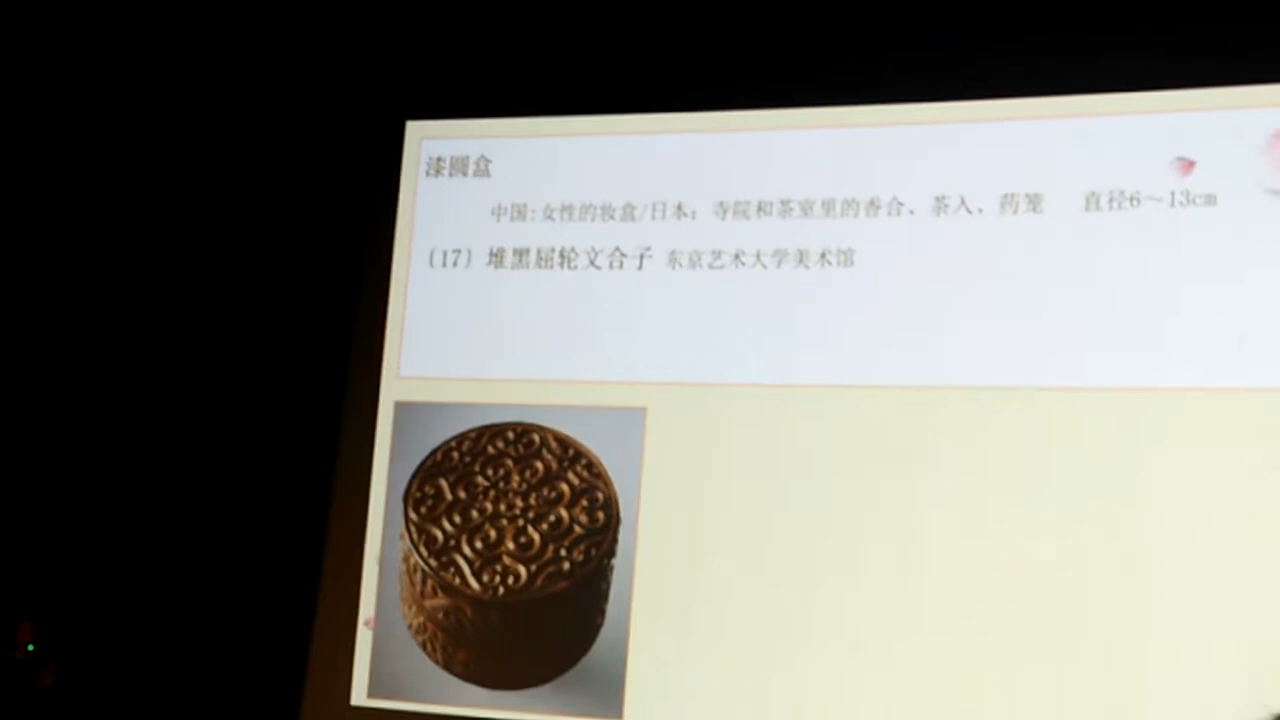 漆圆盒
中国:女性的妆盒/日本：寺院和茶室里的香合、茶入、药笼 直径6～13cm
〔17〕堆黑屈轮文合子 东京艺术大学美术馆